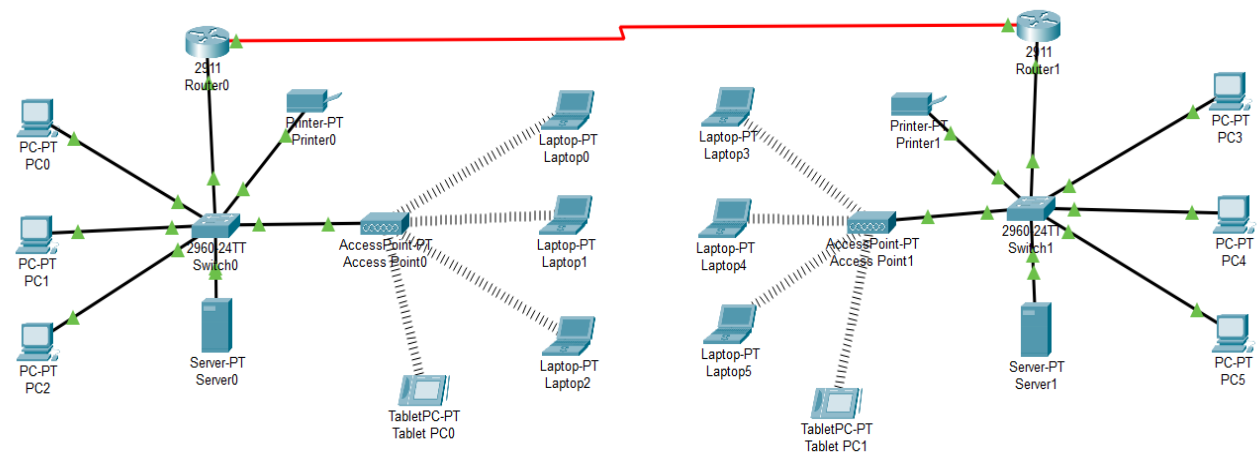 2911
Router0
2911
Router1
Printer-PT
Printer0
PC-PT
PC0
Laptop-PT
Laptop0
Laptop-PT
Laptop3
Printer-PT
Printer1
PC-PT
PC3
PC-PT
PC1
2960-24TT
Switch0
AccessPoint-PT
Access Point0
Laptop-PT
Laptop1
Laptop-PT
Laptop4
AccessPoint-PT
Access Point1
2960-24TT
Switch1
PC-PT
PC4
PC-PT
PC2
Server-PT
Server0
Laptop-PT
Laptop2
Laptop-PT
Laptop5
Server-PT
Server1
PC-PT
PC5
TabletPC-PT
Tablet PC0
TabletPC-PT
Tablet PC1